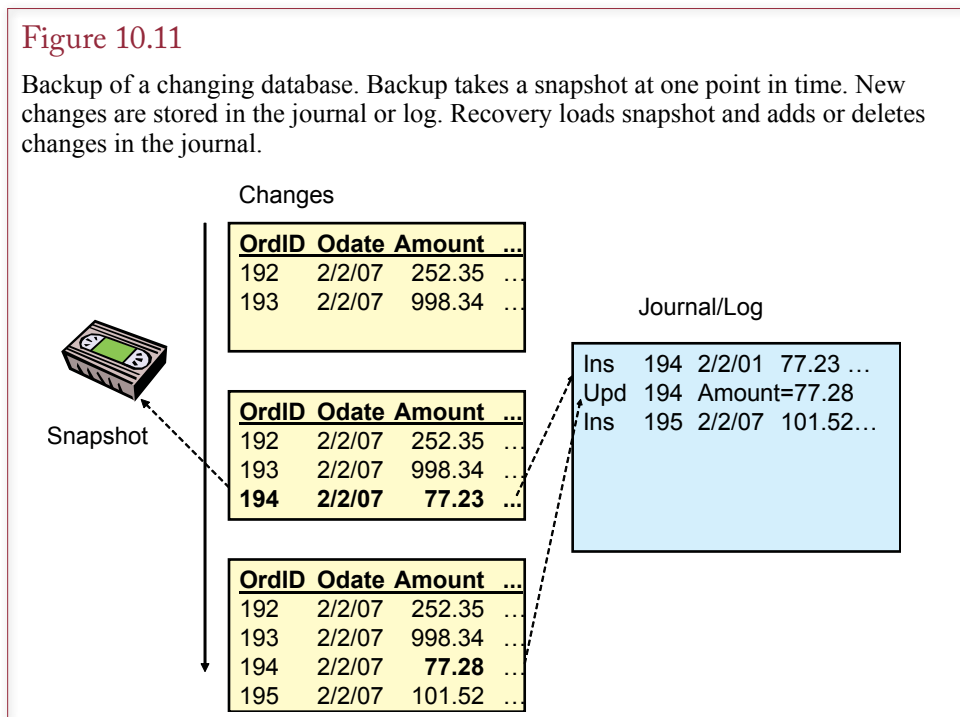 Figure 10.11
Backup of a changing database. Backup takes a snapshot at one point in time. New
changes are stored in the journal or log. Recovery loads snapshot and adds or deletes
changes in the journal.
Changes
OrdID Odate Amount ...
192 2/2/07 252.35 ...
193 2/2/07 998.34 ...
Journal/Log
Ins 194 2/2/01 77.23 ...
Upd 194 Amount=77.28
Ins 195 2/2/07 101.52...
Snapshot
OrdID Odate Amount ...
192 2/2/07 252.35 ...
193 2/2/07 998.34 ...
194 2/2/07 77.23 ...
OrdID Odate Amount ...
192 2/2/07 252.35 ...
193 2/2/07 998.34 ...
194 2/2/07 77.28 ...
195 2/2/07 101.52 ...